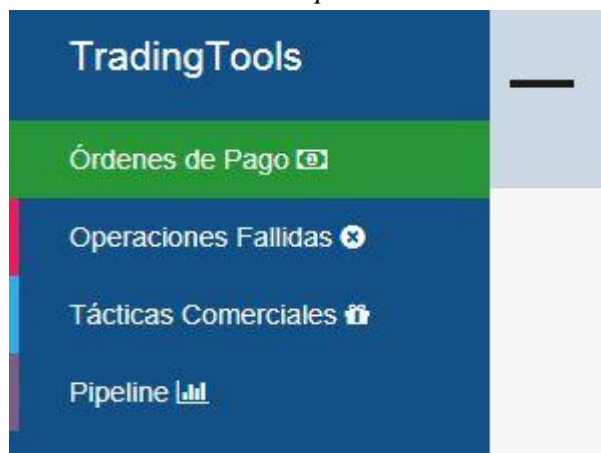 TradingTools
Órdenes de Pago
Operaciones Fallidas
Tácticas Comerciales
Pipeline